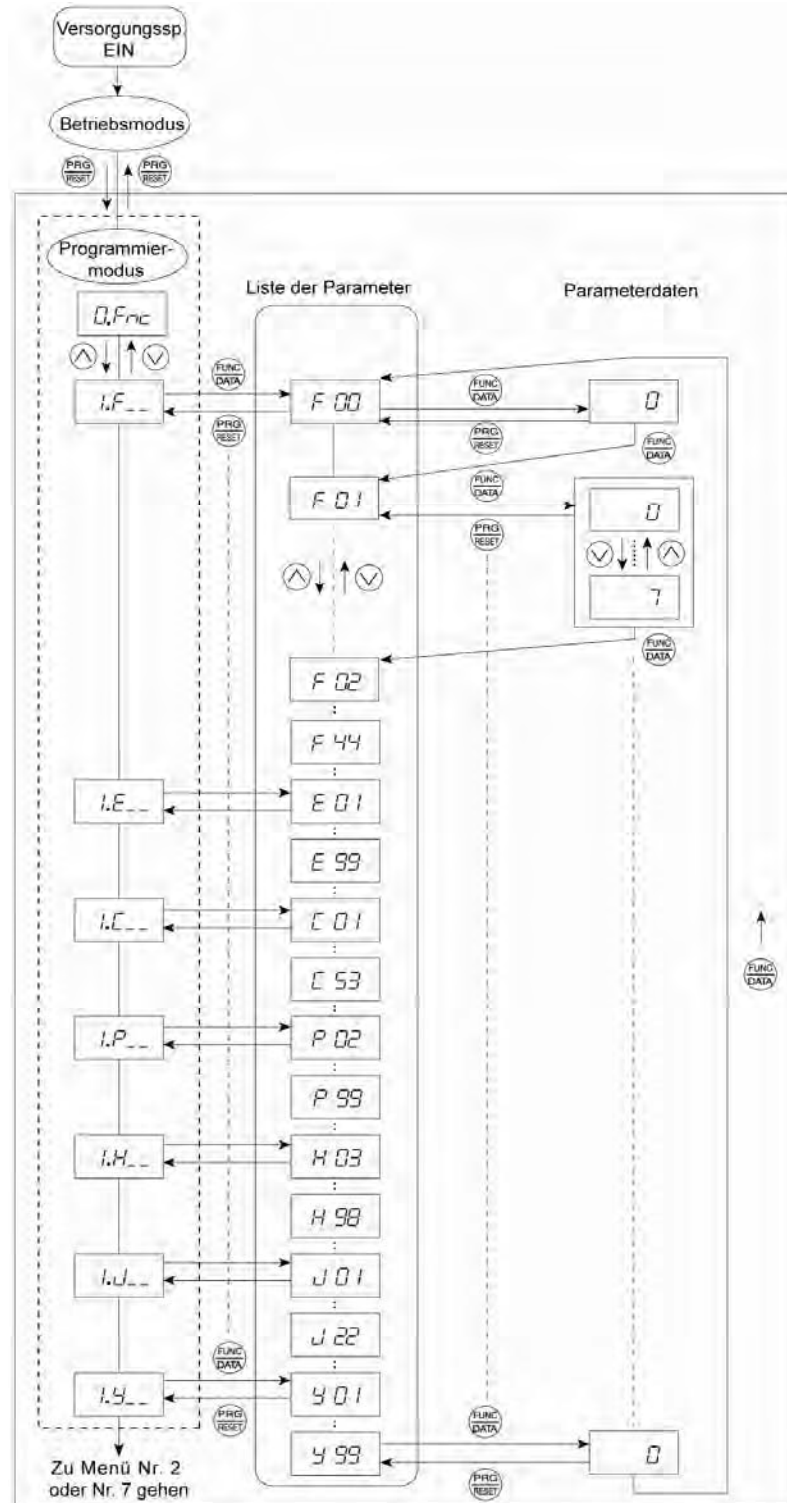 Versorgungssp.
EIN
Betriebsmodus
PRG
RESET
PRG
RESET
Programmier-
modus
Liste der Parameter
Parameterdaten
0.Fnc
FUNC
DATA
1.F__
F 00
FUNC
DATA
0
PRG
RESET
PRG
RESET
FUNC
DATA
FUNC
DATA
F 01
0
PRG
RESET
7
FUNC
DATA
F 02
F 44
1.E__
E 01
E 99
1.C__
C 01
C 53
FUNC
DATA
1.P__
P 02
P 99
1.H__
H 03
H 98
1.J__
J 01
J 22
FUNC
DATA
1.y__
y 01
PRG
RESET
FUNC
DATA
y 99
0
PRG
RESET
Zu Menü Nr. 2
oder Nr. 7 gehen